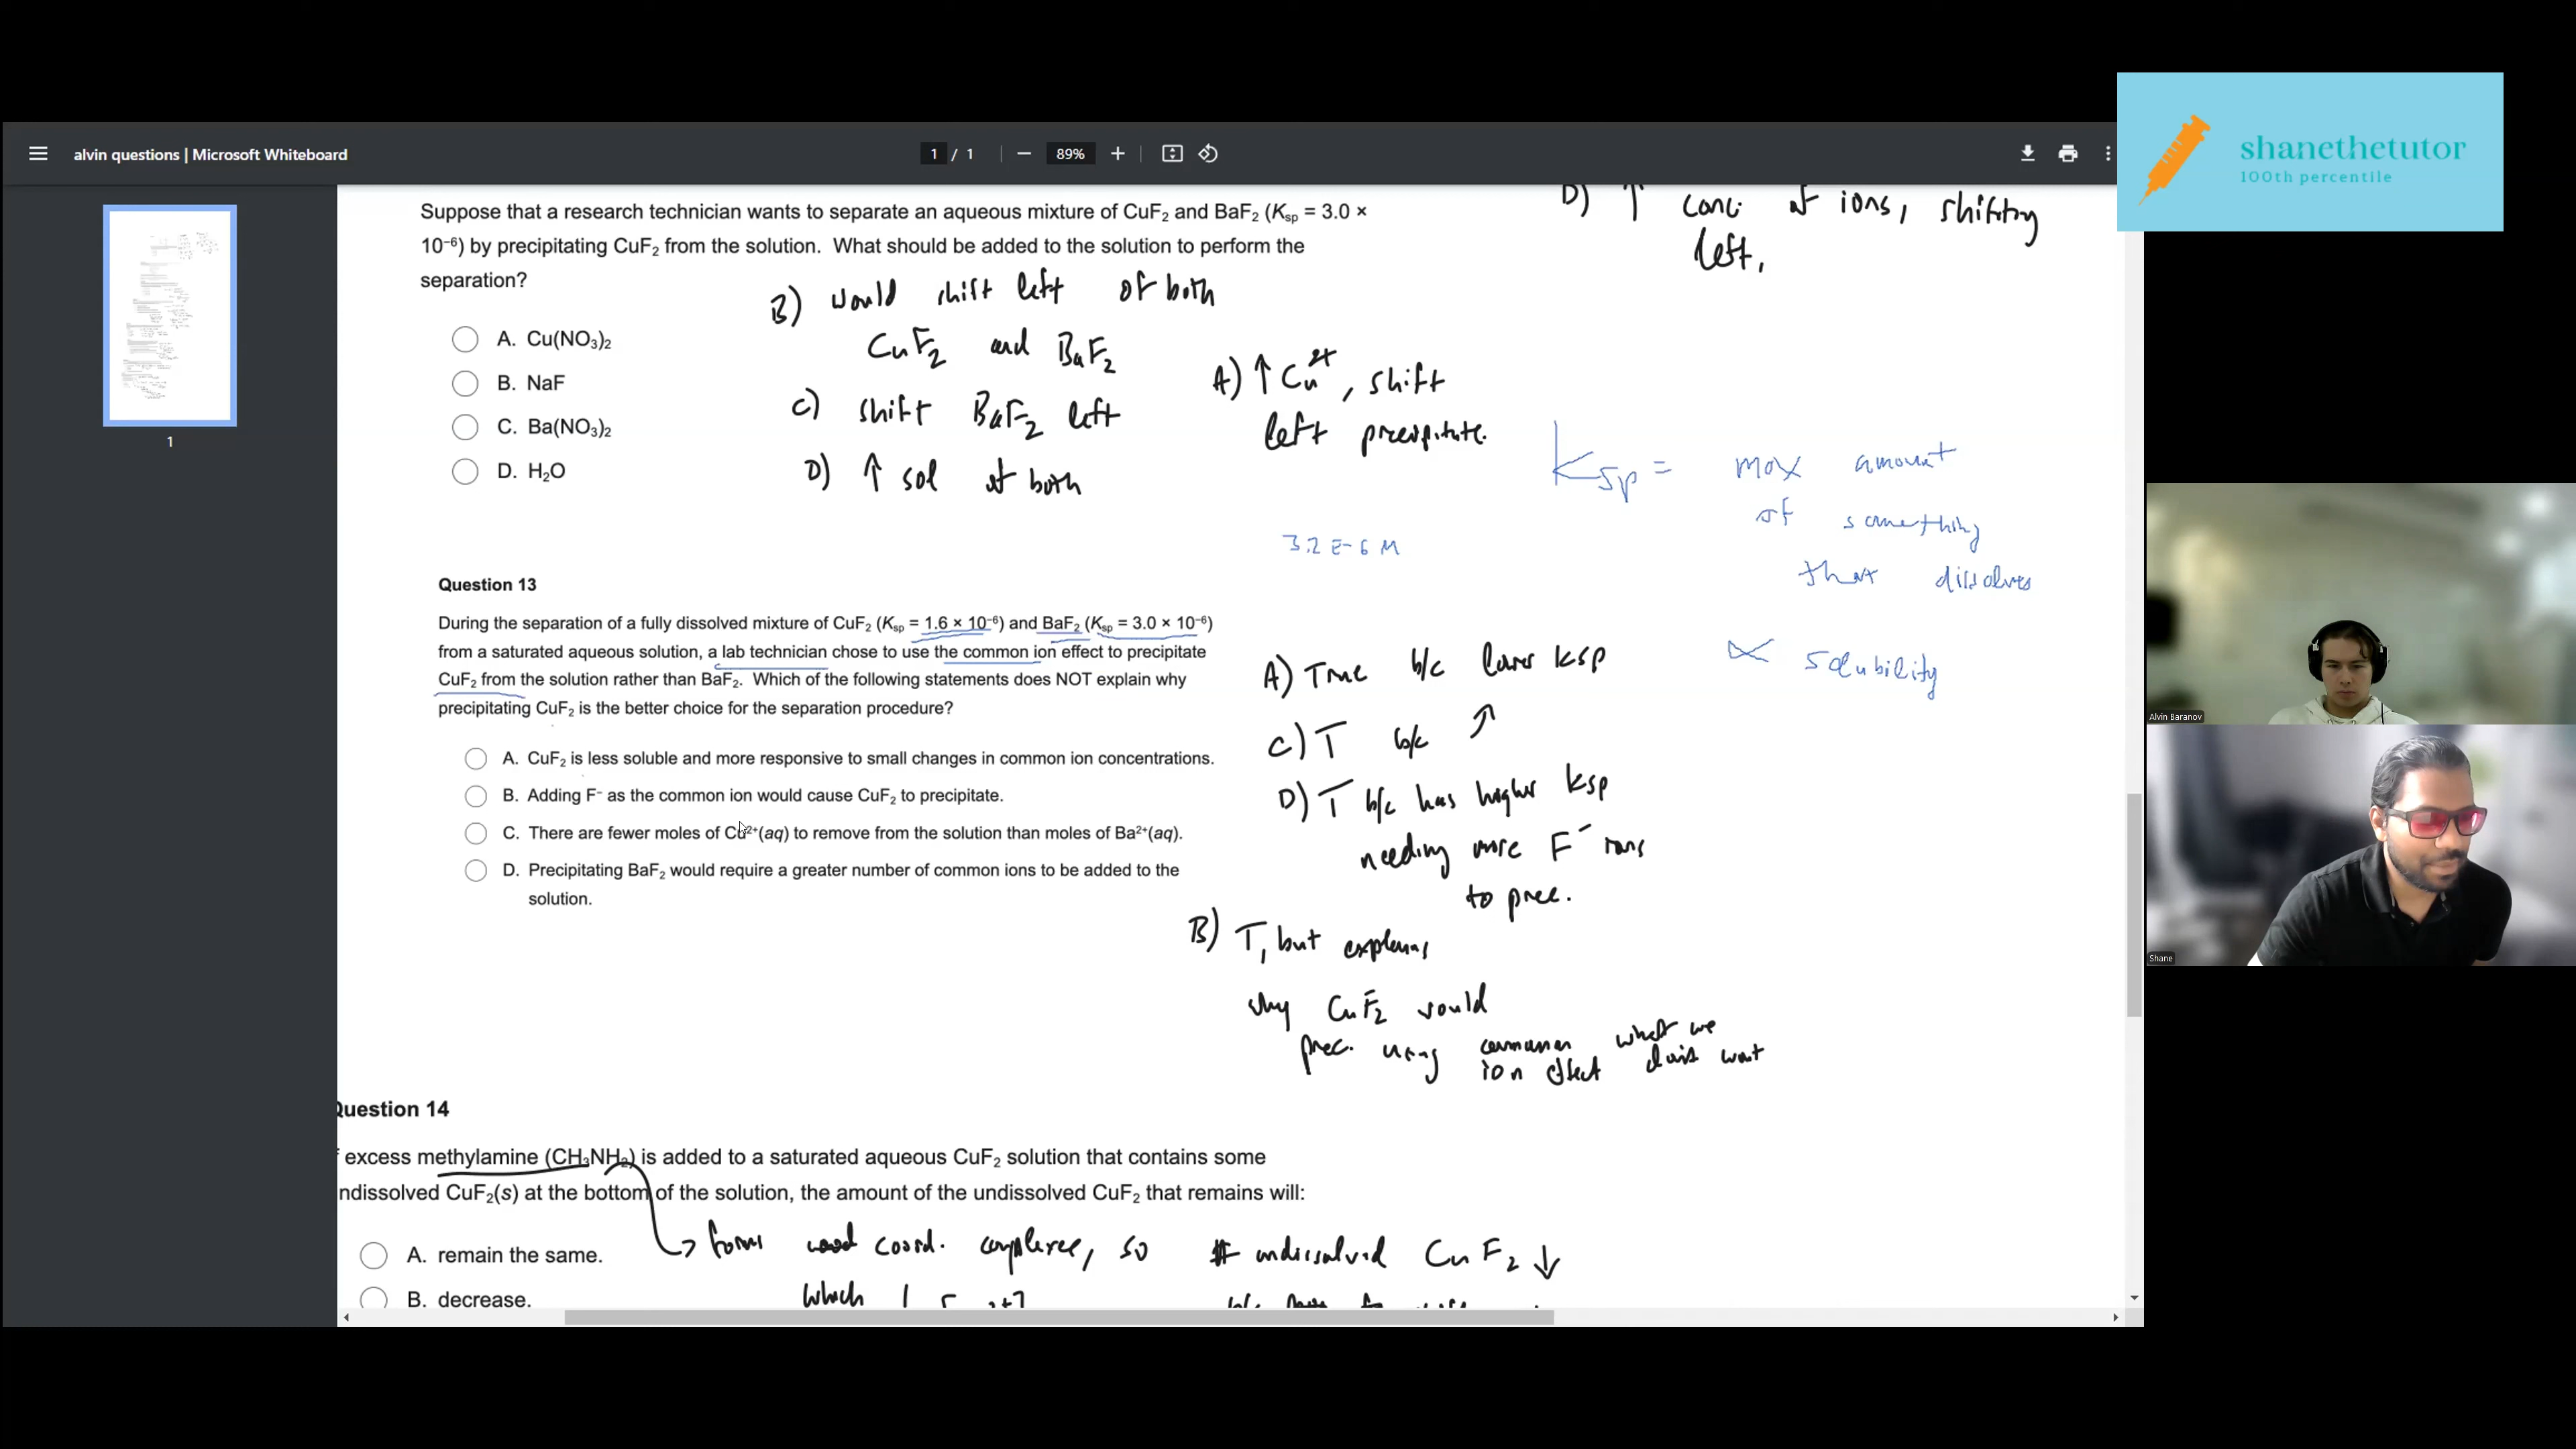 alvin questions | Microsoft Whiteboard
1 / 1
89%
shanethetutor
100th percentile
1
Suppose that a research technician wants to separate an aqueous mixture of CuF₂ and BaF₂ (Kₛₚ = 3.0 ×
10⁻⁶) by precipitating CuF₂ from the solution. What should be added to the solution to perform the
separation?
A. Cu(NO₃)₂
B. NaF
C. Ba(NO₃)₂
D. H₂O
D) ↑ conc. of ions, shifting
left,
B) would shift left of both
CuF₂ and BaF₂
C) shift BaF₂ left
D) ↑ sol of both
A) ↑ Cu²⁺, shift
left precipitate.
Ksp = max amount
of something
that dissolves
∝ solubility
3.2 E-6 M
Question 13
During the separation of a fully dissolved mixture of CuF₂ (Kₛₚ = 1.6 × 10⁻⁶) and BaF₂ (Kₛₚ = 3.0 × 10⁻⁶)
from a saturated aqueous solution, a lab technician chose to use the common ion effect to precipitate
CuF₂ from the solution rather than BaF₂. Which of the following statements does NOT explain why
precipitating CuF₂ is the better choice for the separation procedure?
A. CuF₂ is less soluble and more responsive to small changes in common ion concentrations.
B. Adding F⁻ as the common ion would cause CuF₂ to precipitate.
C. There are fewer moles of Cu²⁺(aq) to remove from the solution than moles of Ba²⁺(aq).
D. Precipitating BaF₂ would require a greater number of common ions to be added to the
solution.
A) True b/c lower ksp
C) T b/c ↑
D) T b/c has higher ksp
needing more F⁻ ions
to prec.
B) T, but explains
why CuF₂ would
prec. using common
ion effect what we
don't want
Question 14
excess methylamine (CH₃NH₂) is added to a saturated aqueous CuF₂ solution that contains some
ndissolved CuF₂(s) at the bottom of the solution, the amount of the undissolved CuF₂ that remains will:
A. remain the same.
B. decrease.
→ forms coord. complexes, so # undissolved CuF₂ ↓
which
Alvin Baranov
Shane